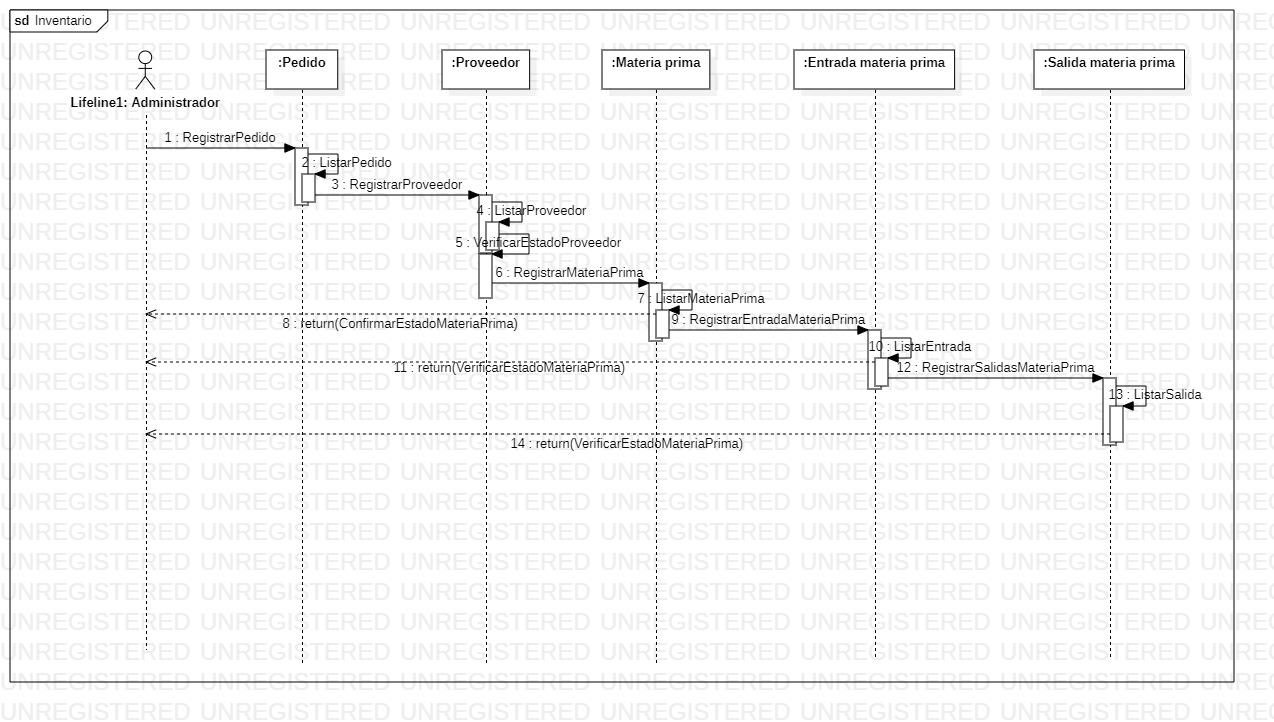 sd Inventario
:Pedido
:Proveedor
:Materia prima
:Entrada materia prima
:Salida materia prima
Lifeline1: Administrador
1 : RegistrarPedido
2 : ListarPedido
3 : RegistrarProveedor
4 : ListarProveedor
5 : VerificarEstadoProveedor
6 : RegistrarMateriaPrima
7 : ListarMateriaPrima
8 : return(ConfirmarEstadoMateriaPrima)
9 : RegistrarEntradaMateriaPrima
10 : ListarEntrada
11 : return(VerificarEstadoMateriaPrima)
12 : RegistrarSalidasMateriaPrima
13 : ListarSalida
14 : return(VerificarEstadoMateriaPrima)
UNREGISTERED